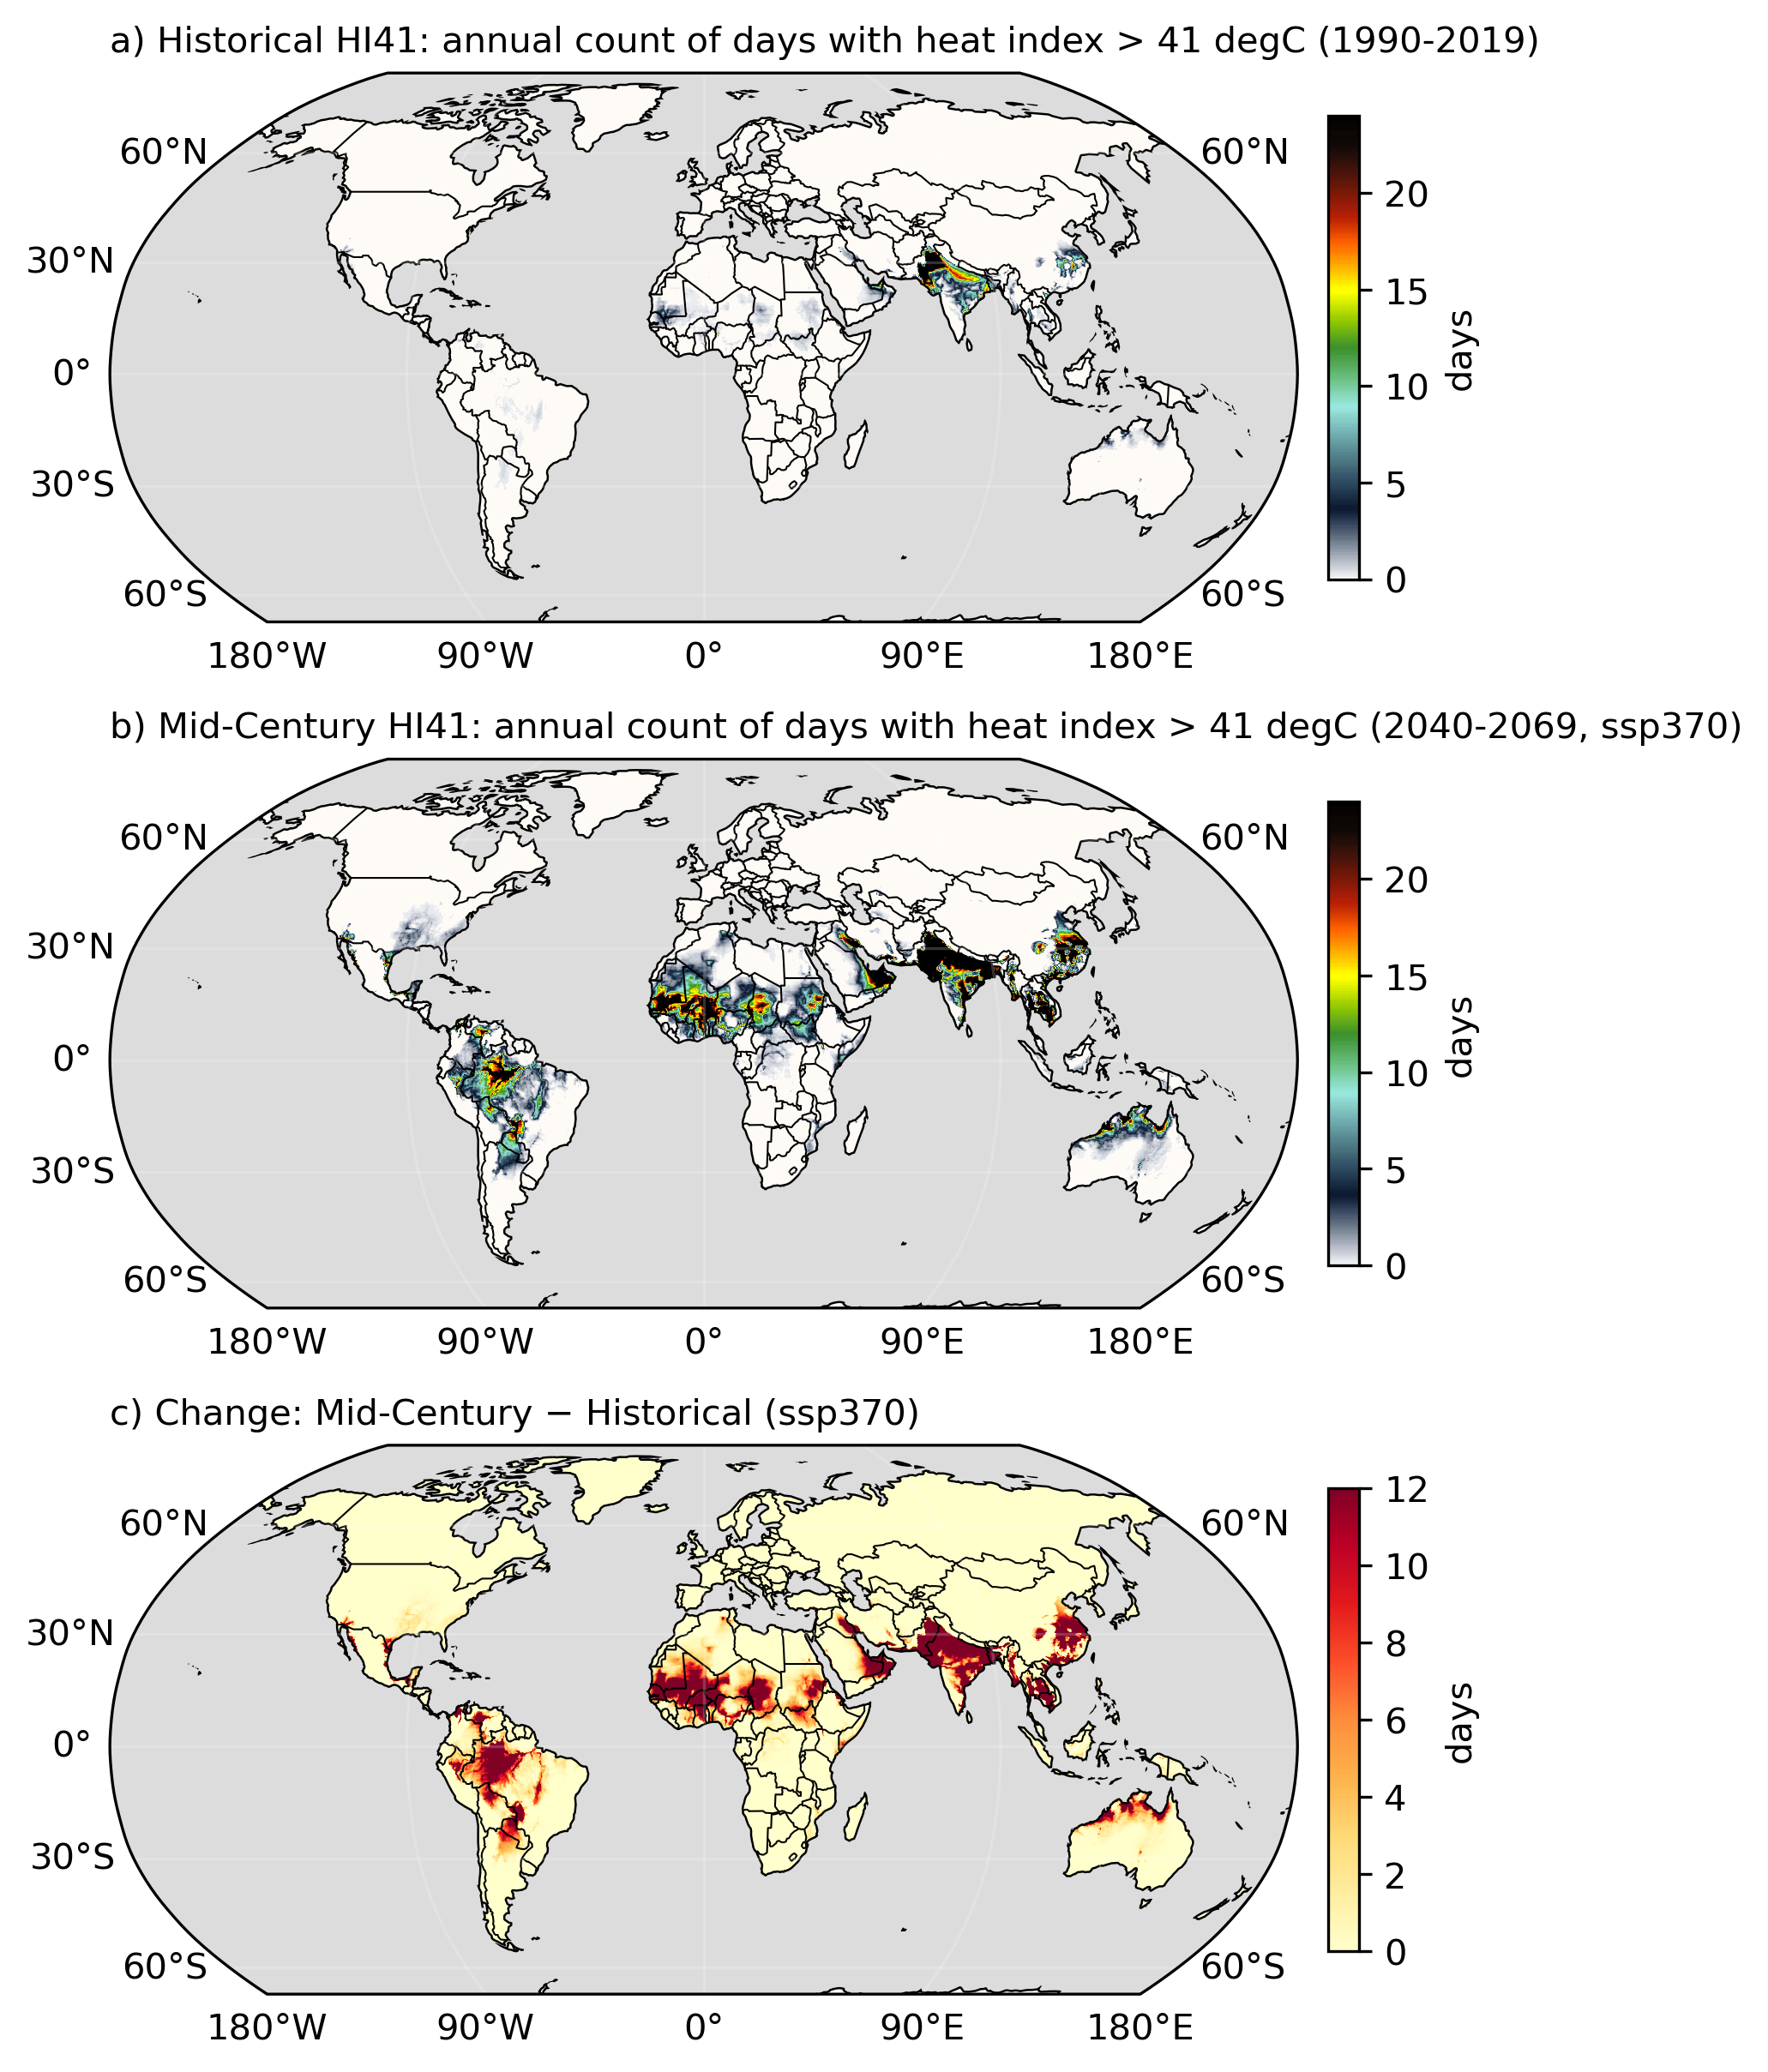 a) Historical HI41: annual count of days with heat index > 41 degC (1990-2019)
60°N 60°N
30°N
0°
30°S
60°S 60°S
180°W 90°W 0° 90°E 180°E
20
15
10
5
0
days
b) Mid-Century HI41: annual count of days with heat index > 41 degC (2040-2069, ssp370)
60°N 60°N
30°N
0°
30°S
60°S 60°S
180°W 90°W 0° 90°E 180°E
20
15
10
5
0
days
c) Change: Mid-Century − Historical (ssp370)
60°N 60°N
30°N
0°
30°S
60°S 60°S
180°W 90°W 0° 90°E 180°E
12
10
8
6
4
2
0
days